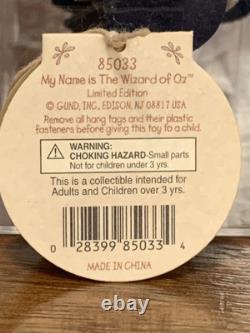 85033
My Name is The Wizard of Oz™
Limited Edition
© GUND, INC., EDISON, NJ 08817 USA
Remove all hang tags and their plastic
fasteners before giving this toy to a child.
WARNING:
CHOKING HAZARD-Small parts
Not for children under 3 yrs.
This is a collectible intended for
Adults and Children over 3 yrs.
0 28399 85033 4
MADE IN CHINA